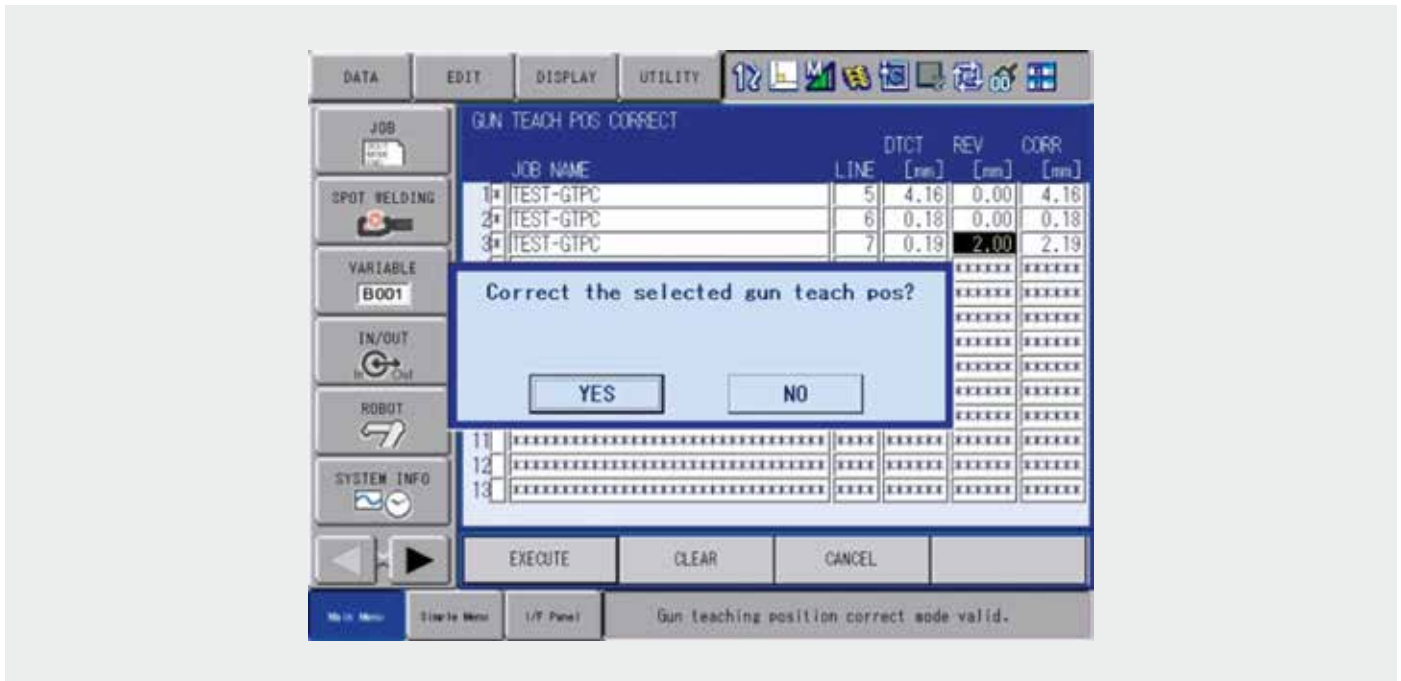 DATA EDIT DISPLAY UTILITY
JOB
SPOT WELDING
VARIABLE
B001
IN/OUT
In Out
ROBOT
SYSTEM INFO
GUN TEACH POS CORRECT
DTCT REV CORR
JOB NAME LINE [mm] [mm] [mm]
1* TEST-GTPC 5 4.16 0.00 4.16
2* TEST-GTPC 6 0.18 0.00 0.18
3* TEST-GTPC 7 0.19 2.00 2.19
Correct the selected gun teach pos?
YES NO
11 ********************************* **** ****** ****** ******
12 ********************************* **** ****** ****** ******
13 ********************************* **** ****** ****** ******
EXECUTE CLEAR CANCEL
Main Menu Simple Menu I/F Panel Gun teaching position correct mode valid.